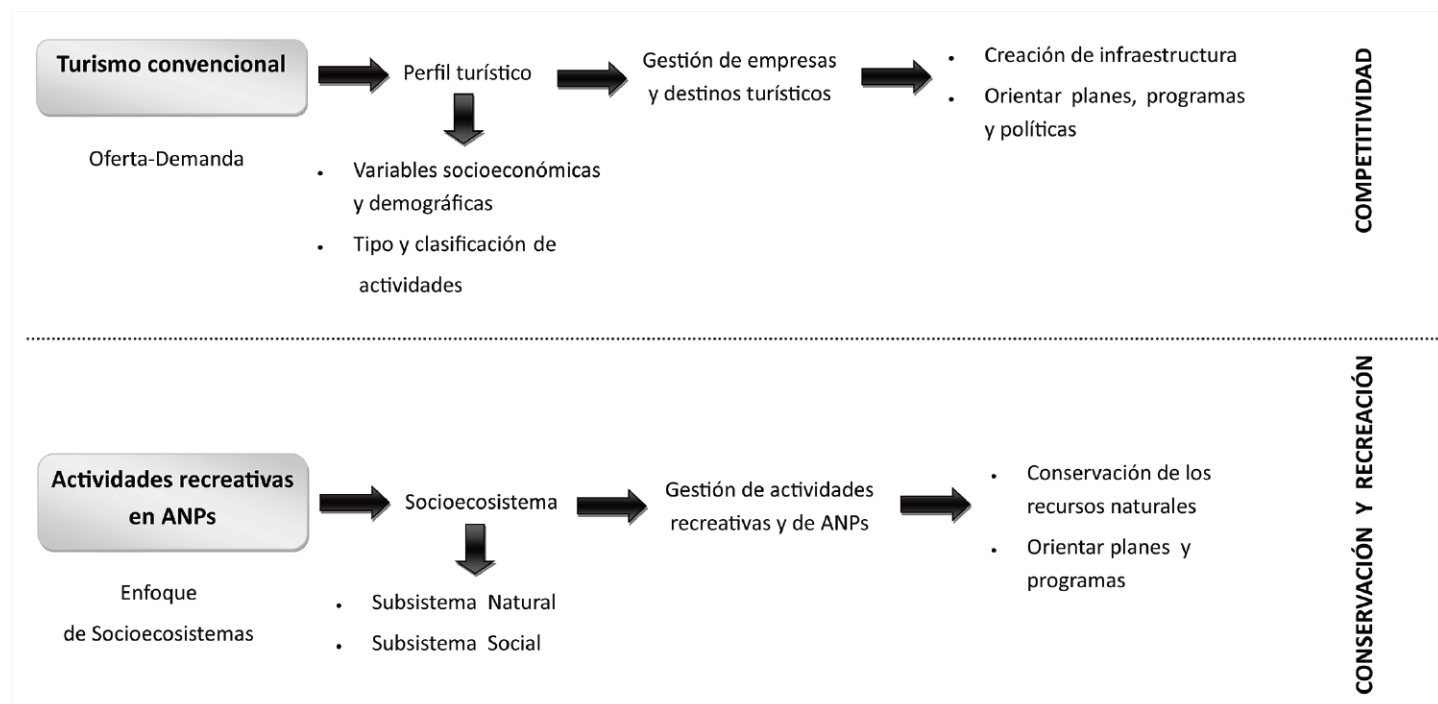 Turismo convencional
Oferta-Demanda
Perfil turístico
• Variables socioeconómicas
y demográficas
• Tipo y clasificación de
actividades
Gestión de empresas
y destinos turísticos
• Creación de infraestructura
• Orientar planes, programas
y políticas
COMPETITIVIDAD
Actividades recreativas
en ANPs
Enfoque
de Socioecosistemas
Socioecosistema
• Subsistema Natural
• Subsistema Social
Gestión de actividades
recreativas y de ANPs
• Conservación de los
recursos naturales
• Orientar planes y
programas
CONSERVACIÓN Y RECREACIÓN